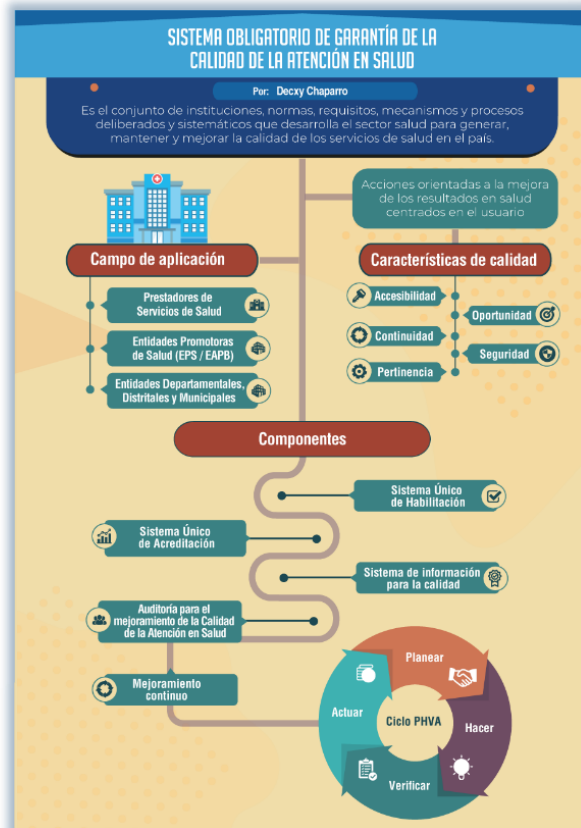 SISTEMA OBLIGATORIO DE GARANTÍA DE LA
CALIDAD DE LA ATENCIÓN EN SALUD
Por: Decxy Chaparro
Es el conjunto de instituciones, normas, requisitos, mecanismos y procesos
deliberados y sistemáticos que desarrolla el sector salud para generar,
mantener y mejorar la calidad de los servicios de salud en el país.
Acciones orientadas a la mejora
de los resultados en salud
centrados en el usuario
Campo de aplicación
Prestadores de
Servicios de Salud
Entidades Promotoras
de Salud (EPS / EAPB)
Entidades Departamentales,
Distritales y Municipales
Características de calidad
Accesibilidad
Oportunidad
Continuidad
Seguridad
Pertinencia
Componentes
Sistema Único
de Habilitación
Sistema Único
de Acreditación
Sistema de información
para la calidad
Auditoría para el
mejoramiento de la Calidad
de la Atención en Salud
Mejoramiento
continuo
Planear
Actuar
Ciclo PHVA
Hacer
Verificar